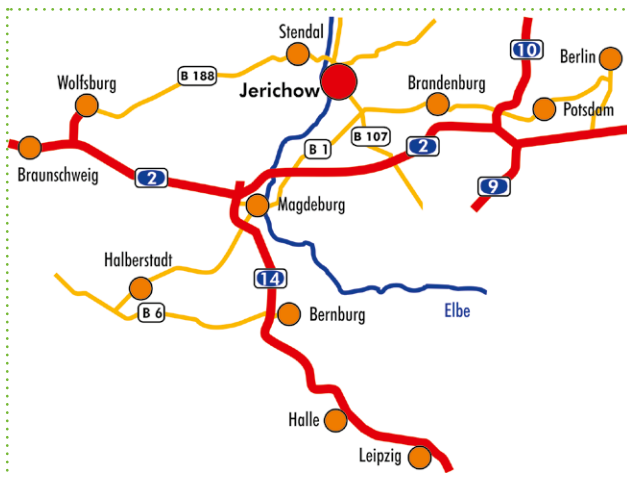 Stendal
10
Berlin
B 188
Wolfsburg
Jerichow
Brandenburg
Potsdam
B 107
B 1
2
Braunschweig
2
9
Magdeburg
Halberstadt
14
B 6
Bernburg
Elbe
Halle
Leipzig